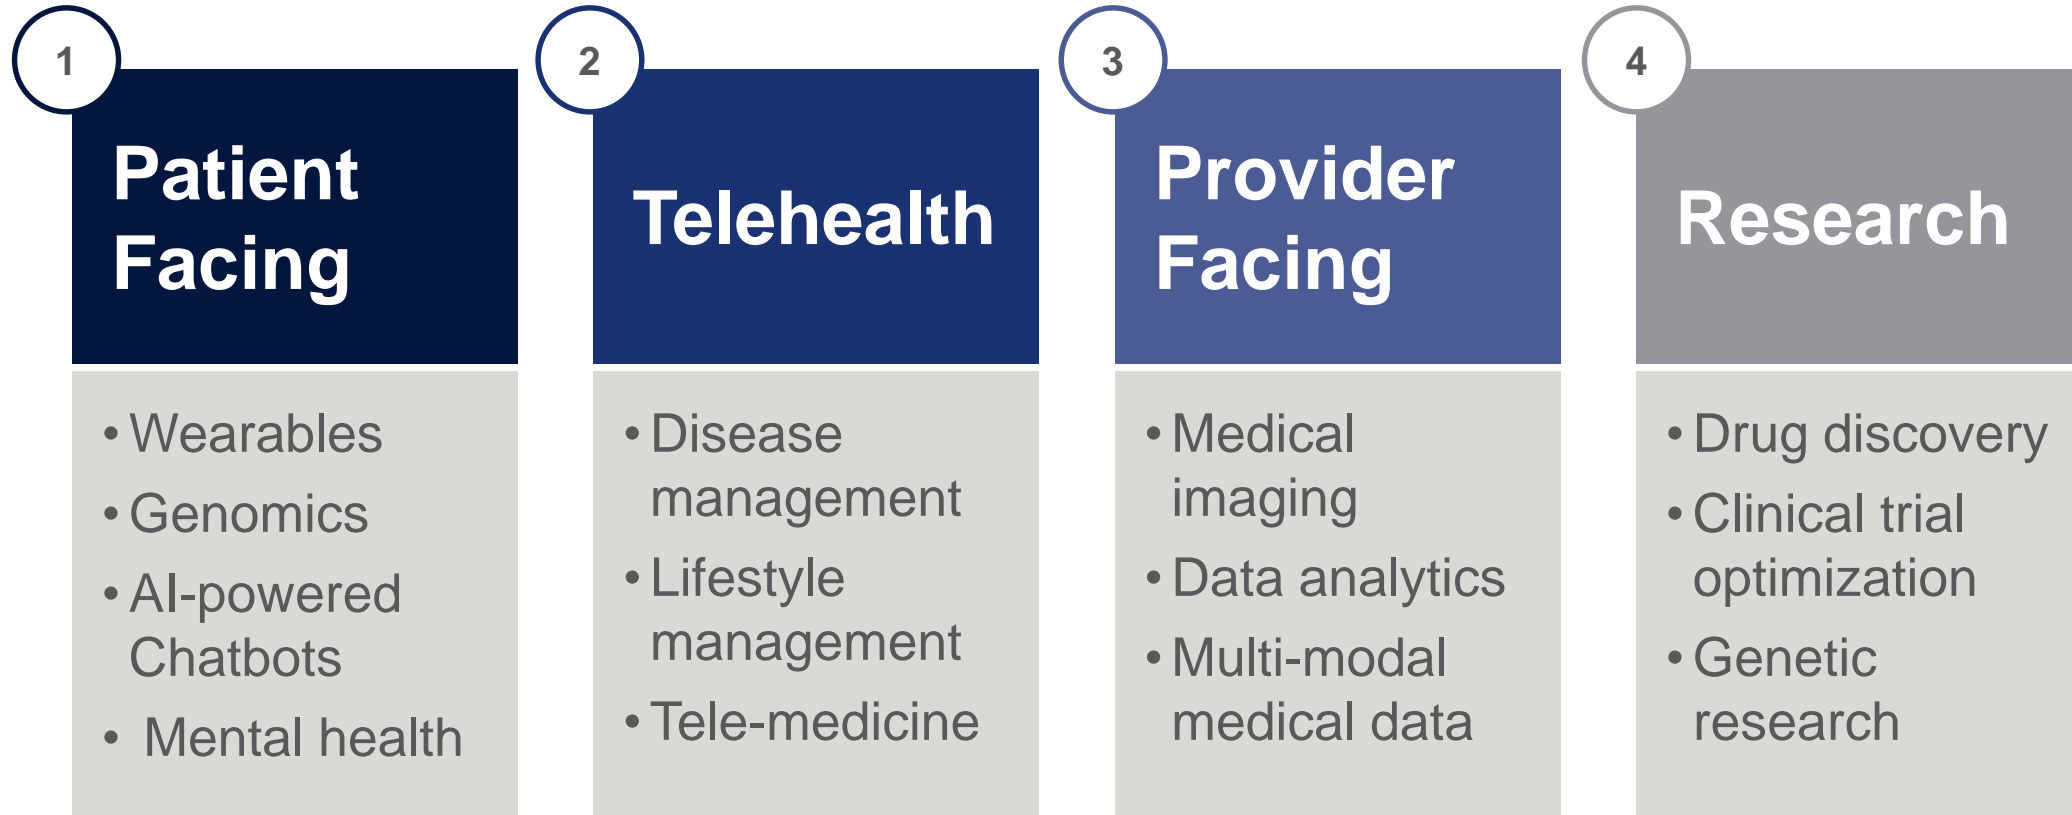 1
Patient
Facing
• Wearables
• Genomics
• AI-powered
Chatbots
• Mental health
2
Telehealth
• Disease
management
• Lifestyle
management
• Tele-medicine
3
Provider
Facing
• Medical
imaging
• Data analytics
• Multi-modal
medical data
4
Research
• Drug discovery
• Clinical trial
optimization
• Genetic
research